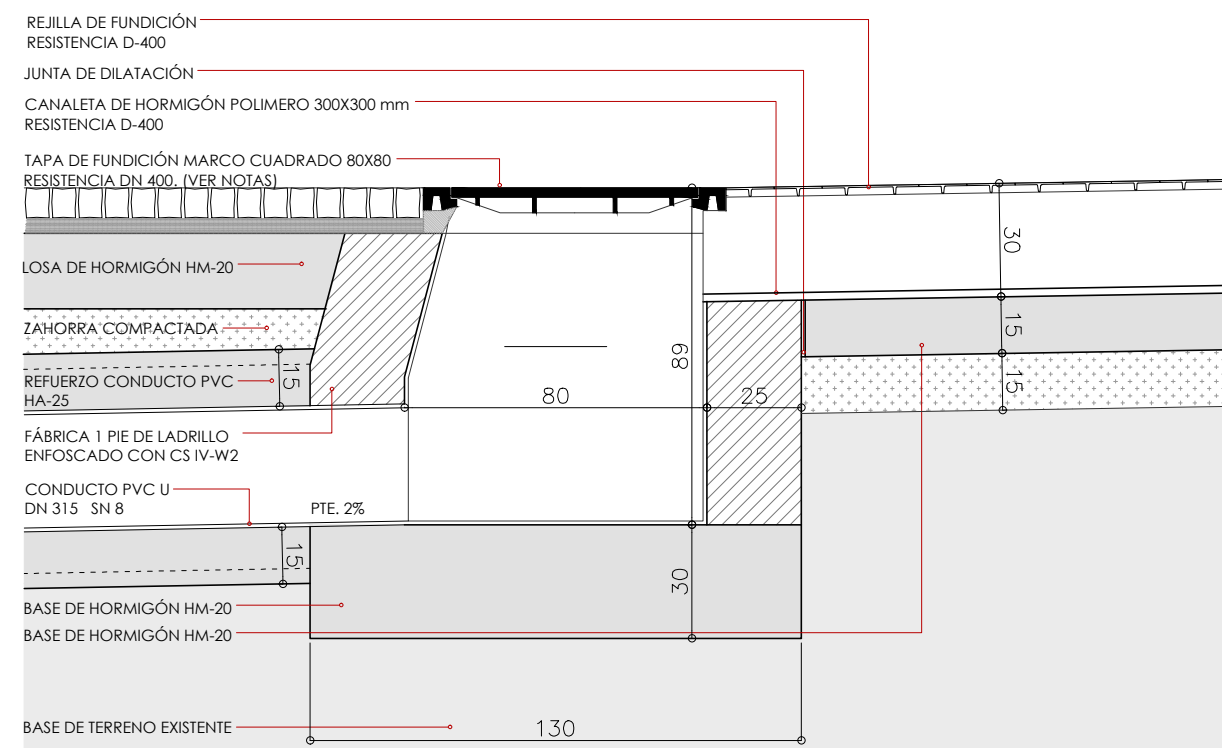 REJILLA DE FUNDICIÓN
RESISTENCIA D-400
JUNTA DE DILATACIÓN
CANALETA DE HORMIGÓN POLIMERO 300X300 mm
RESISTENCIA D-400
TAPA DE FUNDICIÓN MARCO CUADRADO 80X80
RESISTENCIA DN 400. (VER NOTAS)
30
LOSA DE HORMIGÓN HM-20
15
ZAHORRA COMPACTADA
89
15
REFUERZO CONDUCTO PVC
HA-25
15
80
25
FÁBRICA 1 PIE DE LADRILLO
ENFOSCADO CON CS IV-W2
CONDUCTO PVC U
DN 315 SN 8
PTE. 2%
15
30
BASE DE HORMIGÓN HM-20
BASE DE HORMIGÓN HM-20
BASE DE TERRENO EXISTENTE
130